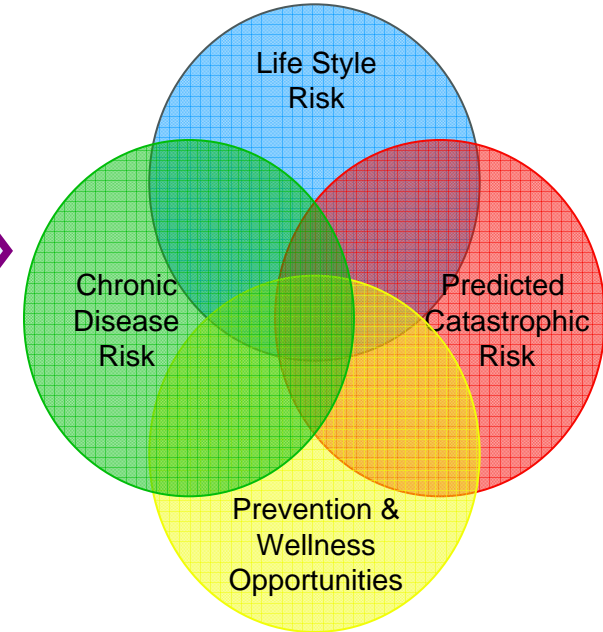 Life Style
Risk
Chronic
Disease
Risk
Predicted
Catastrophic
Risk
Prevention &
Wellness
Opportunities